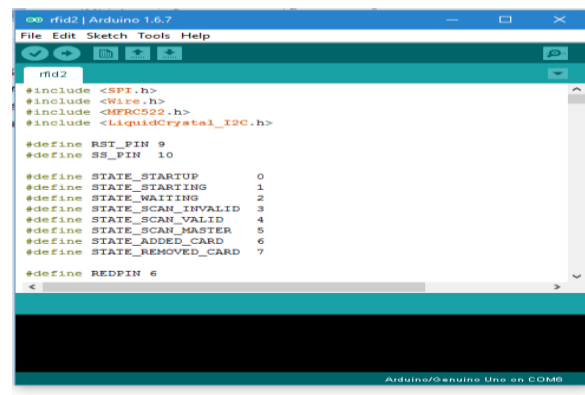 rfid2 | Arduino 1.6.7
File Edit Sketch Tools Help
rfid2
#include <SPI.h>
#include <Wire.h>
#include <MFRC522.h>
#include <LiquidCrystal_I2C.h>
#define RST_PIN 9
#define SS_PIN 10
#define STATE_STARTUP 0
#define STATE_STARTING 1
#define STATE_WAITING 2
#define STATE_SCAN_INVALID 3
#define STATE_SCAN_VALID 4
#define STATE_SCAN_MASTER 5
#define STATE_ADDED_CARD 6
#define STATE_REMOVED_CARD 7
#define REDPIN 6
Arduino/Genuino Uno on COM6